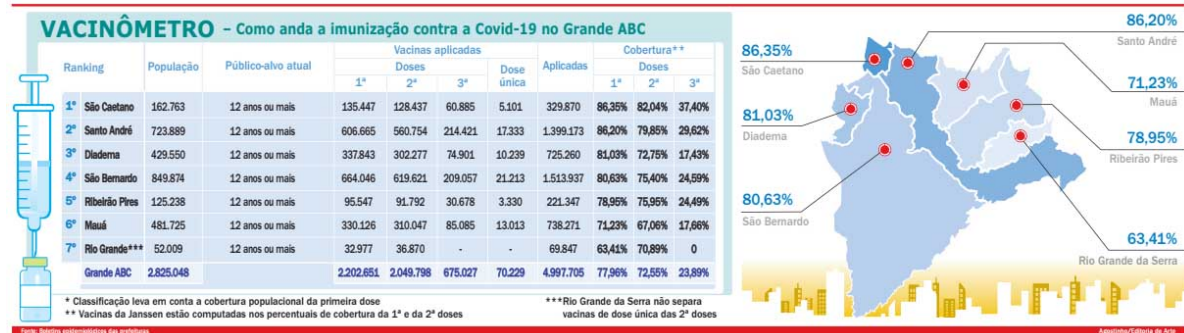 VACINÔMETRO – Como anda a imunização contra a Covid-19 no Grande ABC
Vacinas aplicadas Cobertura**
Ranking População Público-alvo atual Doses Dose única Aplicadas Doses
1ª 2ª 3ª 1ª 2ª 3ª
1º São Caetano 162.763 12 anos ou mais 135.447 128.437 60.885 5.101 329.870 86,35% 82,04% 37,40%
2º Santo André 723.889 12 anos ou mais 606.665 560.754 214.421 17.333 1.399.173 86,20% 79,85% 29,62%
3º Diadema 429.550 12 anos ou mais 337.843 302.277 74.901 10.239 725.260 81,03% 72,75% 17,43%
4º São Bernardo 849.874 12 anos ou mais 664.046 619.621 209.057 21.213 1.513.937 80,63% 75,40% 24,59%
5º Ribeirão Pires 125.238 12 anos ou mais 95.547 91.792 30.678 3.330 221.347 78,95% 75,95% 24,49%
6º Mauá 481.725 12 anos ou mais 330.126 310.047 85.085 13.013 738.271 71,23% 67,06% 17,66%
7º Rio Grande*** 52.009 12 anos ou mais 32.977 36.870 - - 69.847 63,41% 70,89% 0
Grande ABC 2.825.048 2.202.651 2.049.798 675.027 70.229 4.997.705 77,96% 72,55% 23,89%
* Classificação leva em conta a cobertura populacional da primeira dose
** Vacinas da Janssen estão computadas nos percentuais de cobertura da 1ª e da 2ª doses
***Rio Grande da Serra não separa
vacinas de dose única das 2ª doses
86,20%
Santo André
86,35%
São Caetano
71,23%
Mauá
81,03%
Diadema
78,95%
Ribeirão Pires
80,63%
São Bernardo
63,41%
Rio Grande da Serra
Fonte: Boletins epidemiológicos das prefeituras
Agostinho/Editoria de Arte